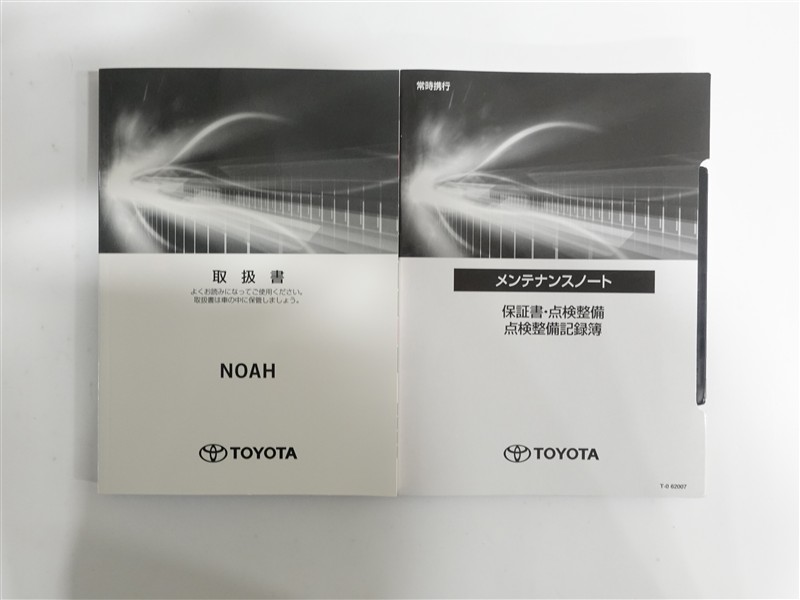 取扱書
よくお読みになってご使用ください。
取扱書は車の中に保管しましょう。
NOAH
TOYOTA
常時携行
メンテナンスノート
保証書・点検整備
点検整備記録簿
TOYOTA
T-0 62007